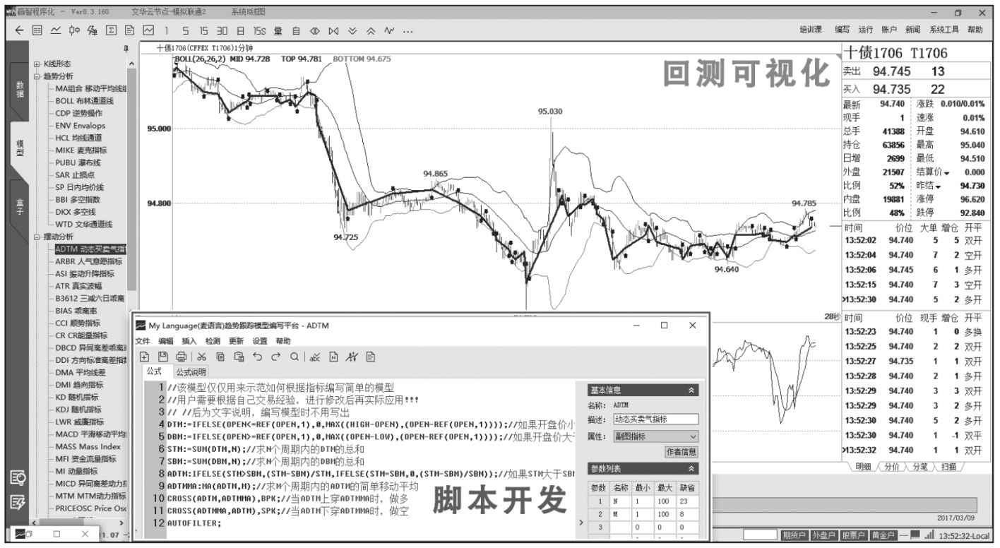 音智程序化 - Ver8.3.160 文华云节点-模拟联通2 系统视图
1 5 15 30 日 15s 量 自
培训课 编写 运行 账户 新闻 系统工具 帮助
数据
模型
盒子
K线形态
趋势分析
MA组合 移动平均线组
BOLL 布林通道线
CDP 逆势操作
ENV Envalops
HCL 均线通道
MIKE 麦克指标
PUBU 瀑布线
SAR 止损点
SP 日内均价线
BBI 多空指数
DKX 多空线
WTD 文华通道线
摆动分析
ADTM 动态买卖气指
ARBR 人气意愿指标
ASI 振动升降指标
ATR 真实波幅
B3612 三减六日乖离
BIAS 乖离率
CCI 顺势指标
CR CR能量指标
DBCD 异同离差乖离
DDI 方向标准离差指
DMA 平均线差
DMI 趋向指标
KD 随机指标
KDJ 随机指标
LWR 威廉指标
MACD 平滑移动平均
MASS Mass Index
MFI 资金流量指标
MI 动量指标
MICD 异同离差动力指
MTM MTM动力指标
PRICEOSC Price Osc
十债1706(CFFEX T1706)1分钟
BOLL(26,26,2) MID 94.728 TOP 94.781 BOTTOM 94.675
回测可视化
95.030
95.000
94.865
94.800
94.785
94.725
94.640
28秒
十债1706 T1706
卖出 94.745 13
买入 94.735 22
最新 94.740 涨跌 0.010/0.01%
现手 1 速涨 0.01%
总手 41388 开盘 94.610
持仓 63856 最高 95.040
日增 2699 最低 94.510
外盘 21507 结算价 0.000
比例 52% 昨结 94.730
内盘 19881 涨停 96.620
比例 48% 跌停 92.840
时间 价位 大单 增仓 开平
13:52:02 94.740 5 5 双开
13:52:04 94.740 7 2 空开
13:52:06 94.745 6 1 多开
13:52:15 94.740 7 3 空开
>13:52:30 94.740 5 2 多开
时间 价位 现手 增仓 开平
13:52:23 94.740 1 0 多换
13:52:25 94.740 2 2 双开
13:52:27 94.735 1 1 双开
13:52:28 94.740 2 1 多开
13:52:29 94.740 3 3 双开
13:52:29 94.740 3 2 多开
13:52:30 94.740 5 2 多开
13:52:30 94.740 1 -1 双平
>13:52:32 94.740 1 1 双开
明细 分价 分笔 扫描
My Language(麦语言)趋势跟踪模型编写平台 - ADTM
文件 编辑 插入 检测 更新 设置 帮助
公式 公式说明
1 //该模型仅仅用来示范如何根据指标编写简单的模型
2 //用户需要根据自己交易经验，进行修改后再实际应用!!!
3 // //后为文字说明，编写模型时不用写出
4 DTM:=IFELSE(OPEN<=REF(OPEN,1),0,MAX((HIGH-OPEN),(OPEN-REF(OPEN,1))));//如果开盘价小
5 DBM:=IFELSE(OPEN>=REF(OPEN,1),0,MAX((OPEN-LOW),(OPEN-REF(OPEN,1))));//如果开盘价大于
6 STM:=SUM(DTM,N);//求N个周期内的DTM的总和
7 SBM:=SUM(DBM,N);//求N个周期内的DBM的总和
8 ADTM:IFELSE(STM>SBM,(STM-SBM)/STM,IFELSE(STM=SBM,0,(STM-SBM)/SBM));//如果STM大于SBM
9 ADTMMA:MA(ADTM,M);//求M个周期内的ADTM的简单移动平均
10 CROSS(ADTM,ADTMMA),BPK;//当ADTM上穿ADTMMA时，做多
11 CROSS(ADTMMA,ADTM),SPK;//当ADTM下穿ADTMMA时，做空
12 AUTOFILTER;
脚本开发
基本信息
名称： ADTM
描述： 动态买卖气指标
属性： 副图指标
作者信息
参数列表
参数 名称 最小 最大 缺省
1 N 1 100 23
2 M 1 100 8
3 0 0 0
2017/03/09
1.07
期货户 外盘户 股票户 黄金户 13:52:32-Local